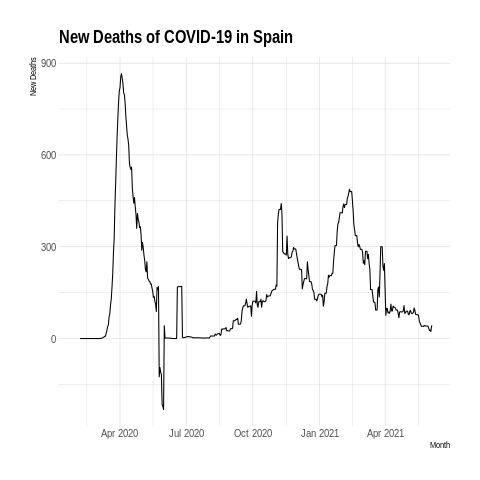 New Deaths of COVID-19 in Spain
New Deaths
900
600
300
0
Apr 2020 Jul 2020 Oct 2020 Jan 2021 Apr 2021
Month